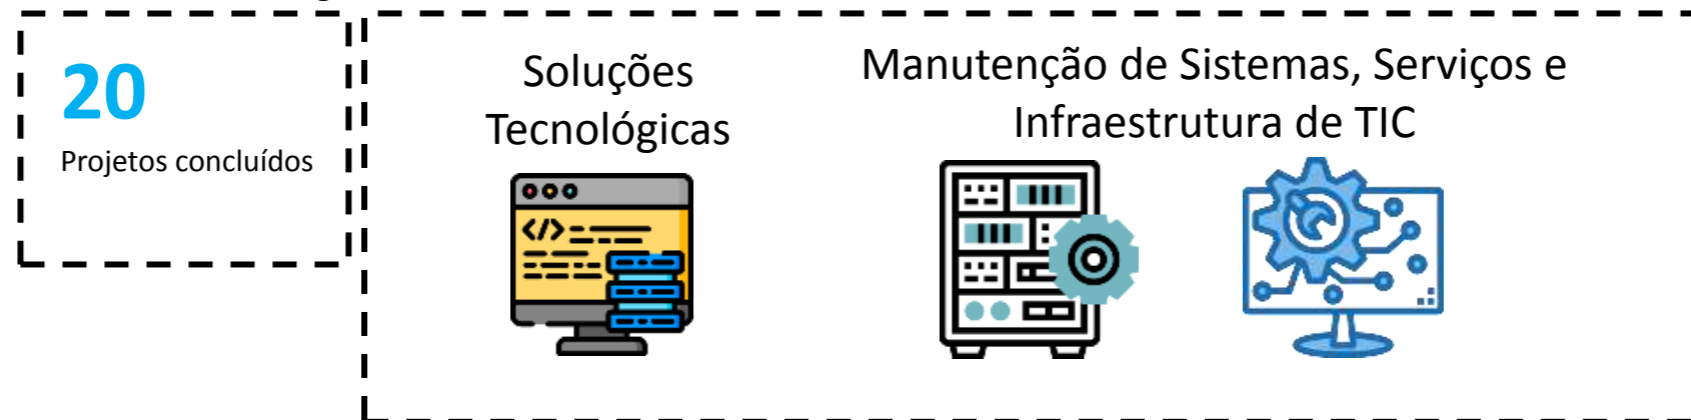 20
Projetos concluídos
Soluções
Tecnológicas
Manutenção de Sistemas, Serviços e
Infraestrutura de TIC
</>